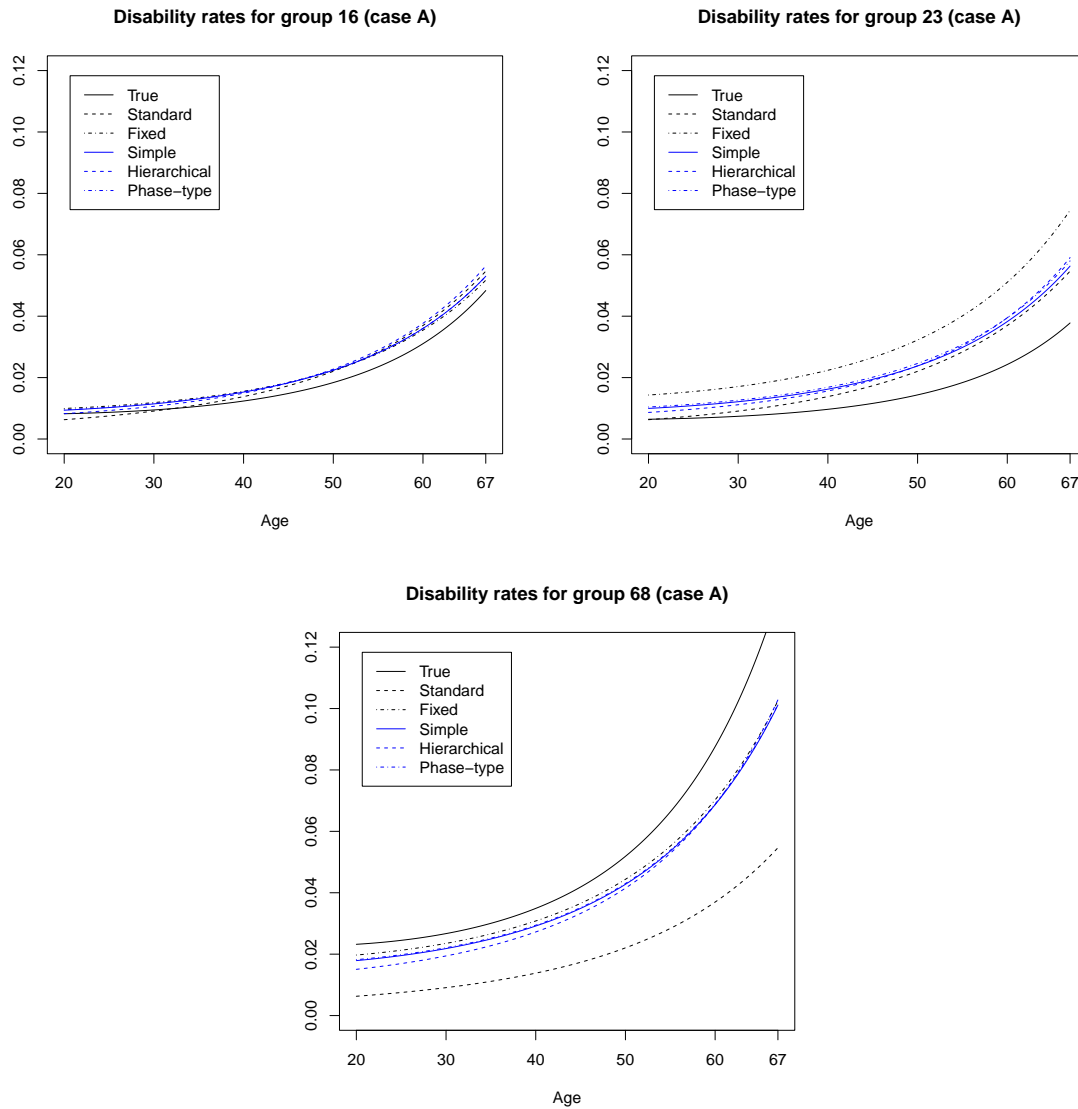 Disability rates for group 16 (case A)
0.12
0.10
0.08
0.06
0.04
0.02
0.00
True
Standard
Fixed
Simple
Hierarchical
Phase−type
20 30 40 50 60 67
Age
Disability rates for group 23 (case A)
0.12
0.10
0.08
0.06
0.04
0.02
0.00
True
Standard
Fixed
Simple
Hierarchical
Phase−type
20 30 40 50 60 67
Age
Disability rates for group 68 (case A)
0.12
0.10
0.08
0.06
0.04
0.02
0.00
True
Standard
Fixed
Simple
Hierarchical
Phase−type
20 30 40 50 60 67
Age